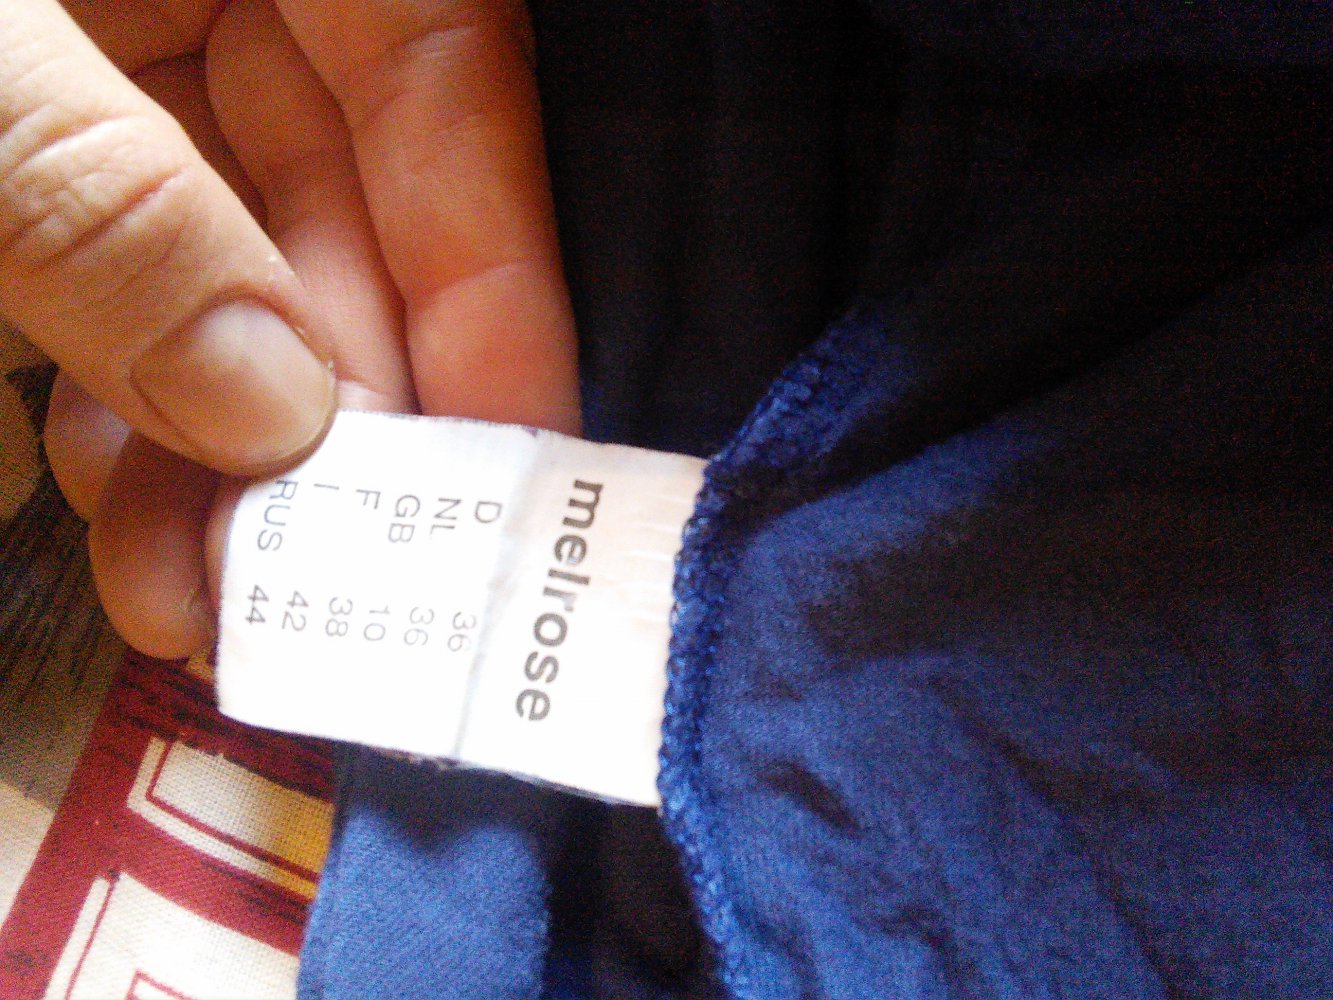 melrose
D 36
NL 36
GB 10
F 38
I 42
RUS 44